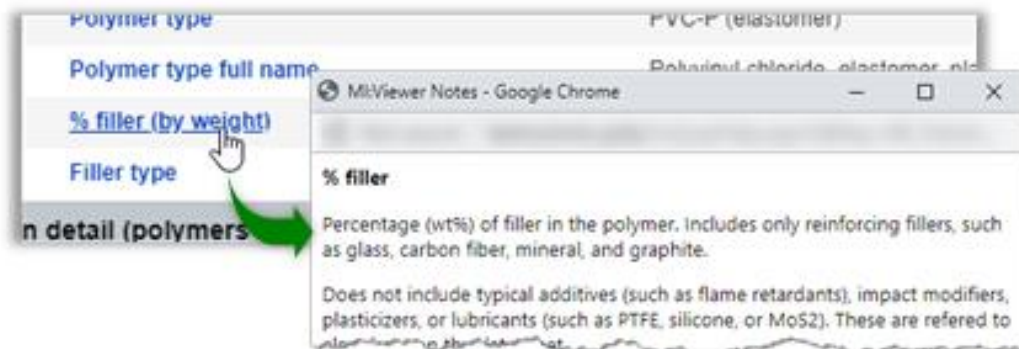 Polymer type PVC-P (elastomer)
Polymer type full name Polyvinyl chloride, elastomer, pla
% filler (by weight)
Filler type
n detail (polymers
MI:Viewer Notes - Google Chrome
% filler
Percentage (wt%) of filler in the polymer. Includes only reinforcing fillers, such
as glass, carbon fiber, mineral, and graphite.
Does not include typical additives (such as flame retardants), impact modifiers,
plasticizers, or lubricants (such as PTFE, silicone, or MoS2). These are refered to